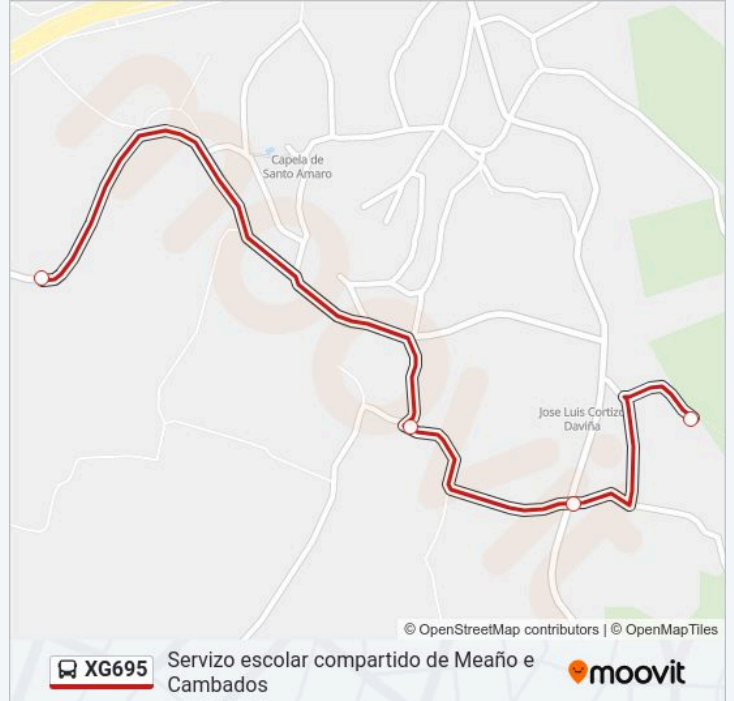 Capela de
Santo Amaro
Jose Luis Cortizo
Daviña
moovit
© OpenStreetMap contributors | © OpenMapTiles
XG695
Servizo escolar compartido de Meaño e
Cambados
moovit